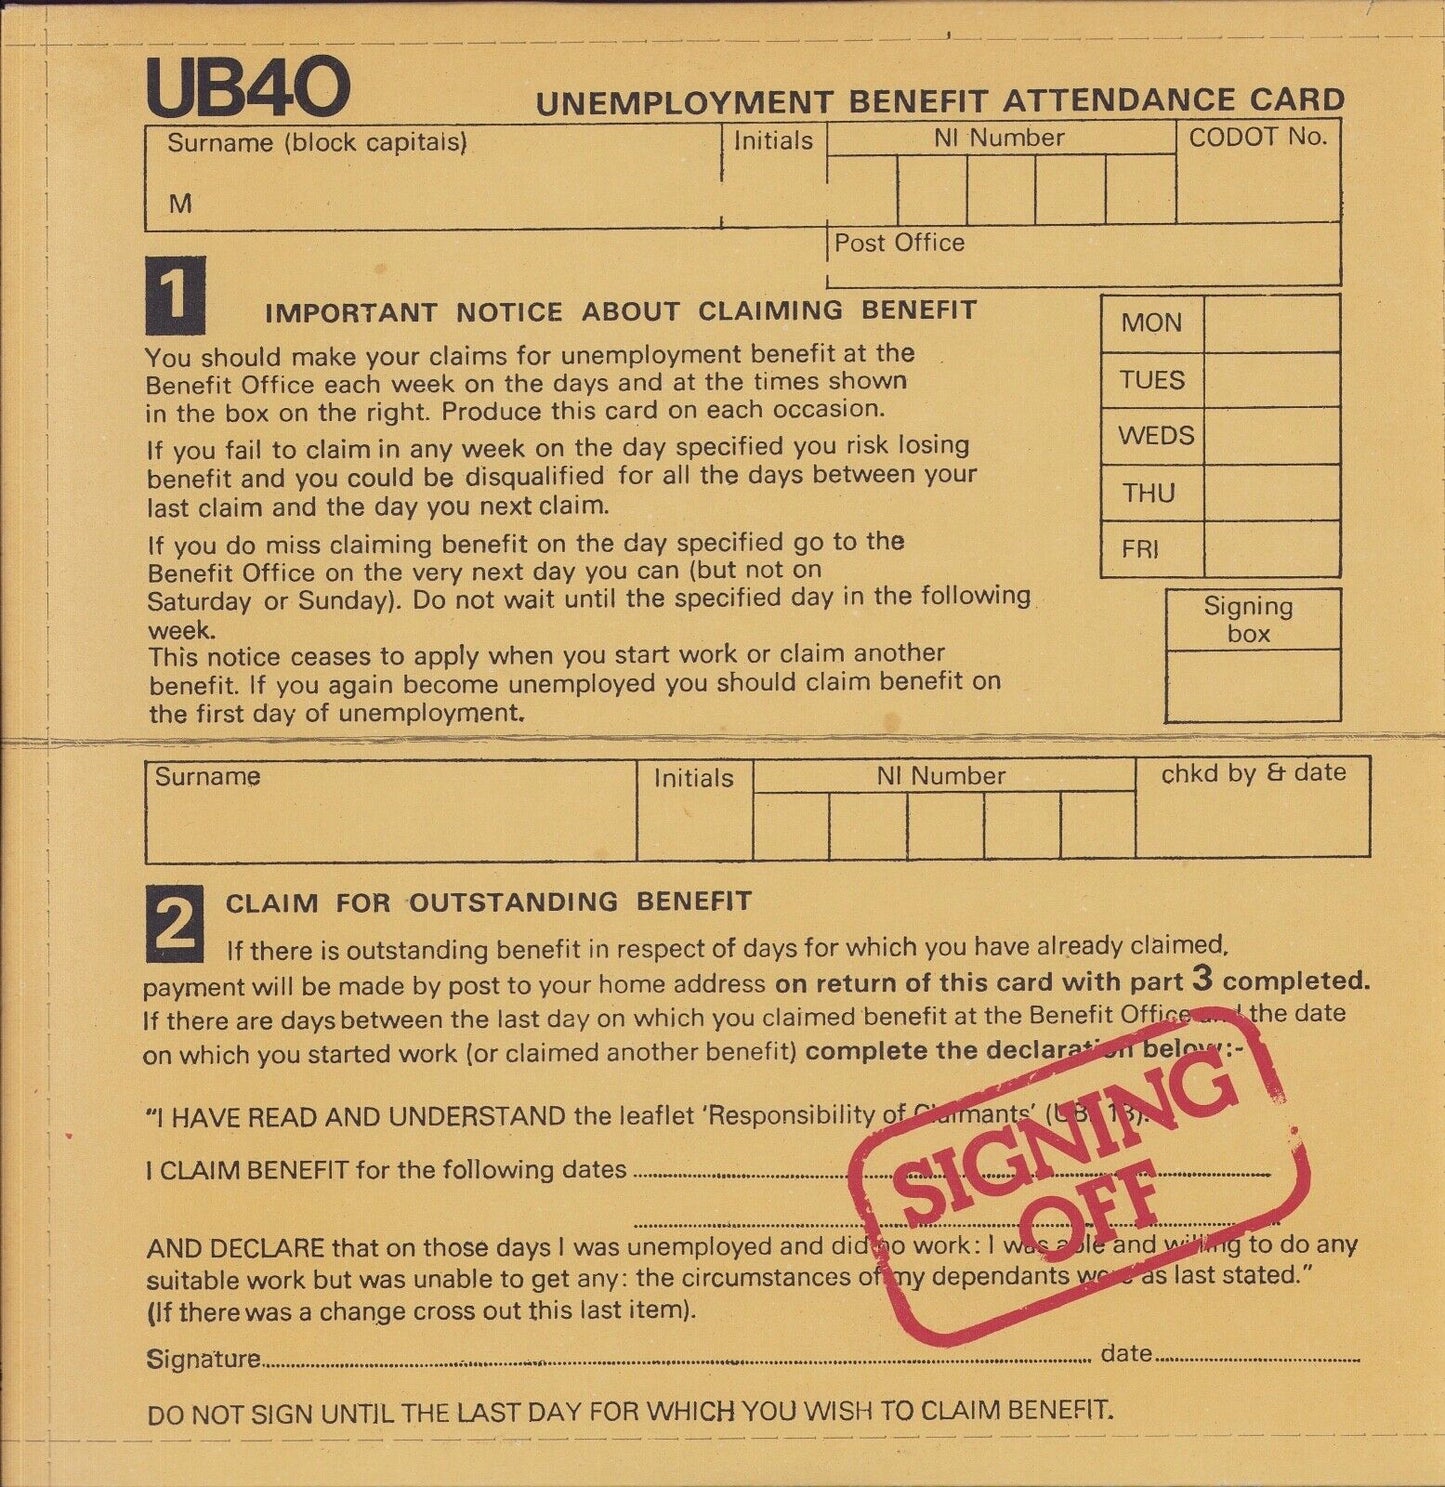 UB40
UNEMPLOYMENT BENEFIT ATTENDANCE CARD
Surname (block capitals)
Initials
NI Number
CODOT No.
M
Post Office
1
IMPORTANT NOTICE ABOUT CLAIMING BENEFIT
You should make your claims for unemployment benefit at the
Benefit Office each week on the days and at the times shown
in the box on the right. Produce this card on each occasion.
If you fail to claim in any week on the day specified you risk losing
benefit and you could be disqualified for all the days between your
last claim and the day you next claim.
If you do miss claiming benefit on the day specified go to the
Benefit Office on the very next day you can (but not on
Saturday or Sunday). Do not wait until the specified day in the following
week.
This notice ceases to apply when you start work or claim another
benefit. If you again become unemployed you should claim benefit on
the first day of unemployment.
MON
TUES
WEDS
THU
FRI
Signing
box
Surname
Initials
NI Number
chkd by & date
2
CLAIM FOR OUTSTANDING BENEFIT
If there is outstanding benefit in respect of days for which you have already claimed,
payment will be made by post to your home address on return of this card with part 3 completed.
If there are days between the last day on which you claimed benefit at the Benefit Office and the date
on which you started work (or claimed another benefit) complete the declaration below:-
"I HAVE READ AND UNDERSTAND the leaflet 'Responsibility of Claimants' (UBL 18).
I CLAIM BENEFIT for the following dates
AND DECLARE that on those days I was unemployed and did no work: I was able and willing to do any
suitable work but was unable to get any: the circumstances of my dependants were as last stated."
(If there was a change cross out this last item).
Signature
date
DO NOT SIGN UNTIL THE LAST DAY FOR WHICH YOU WISH TO CLAIM BENEFIT.
SIGNING
OFF